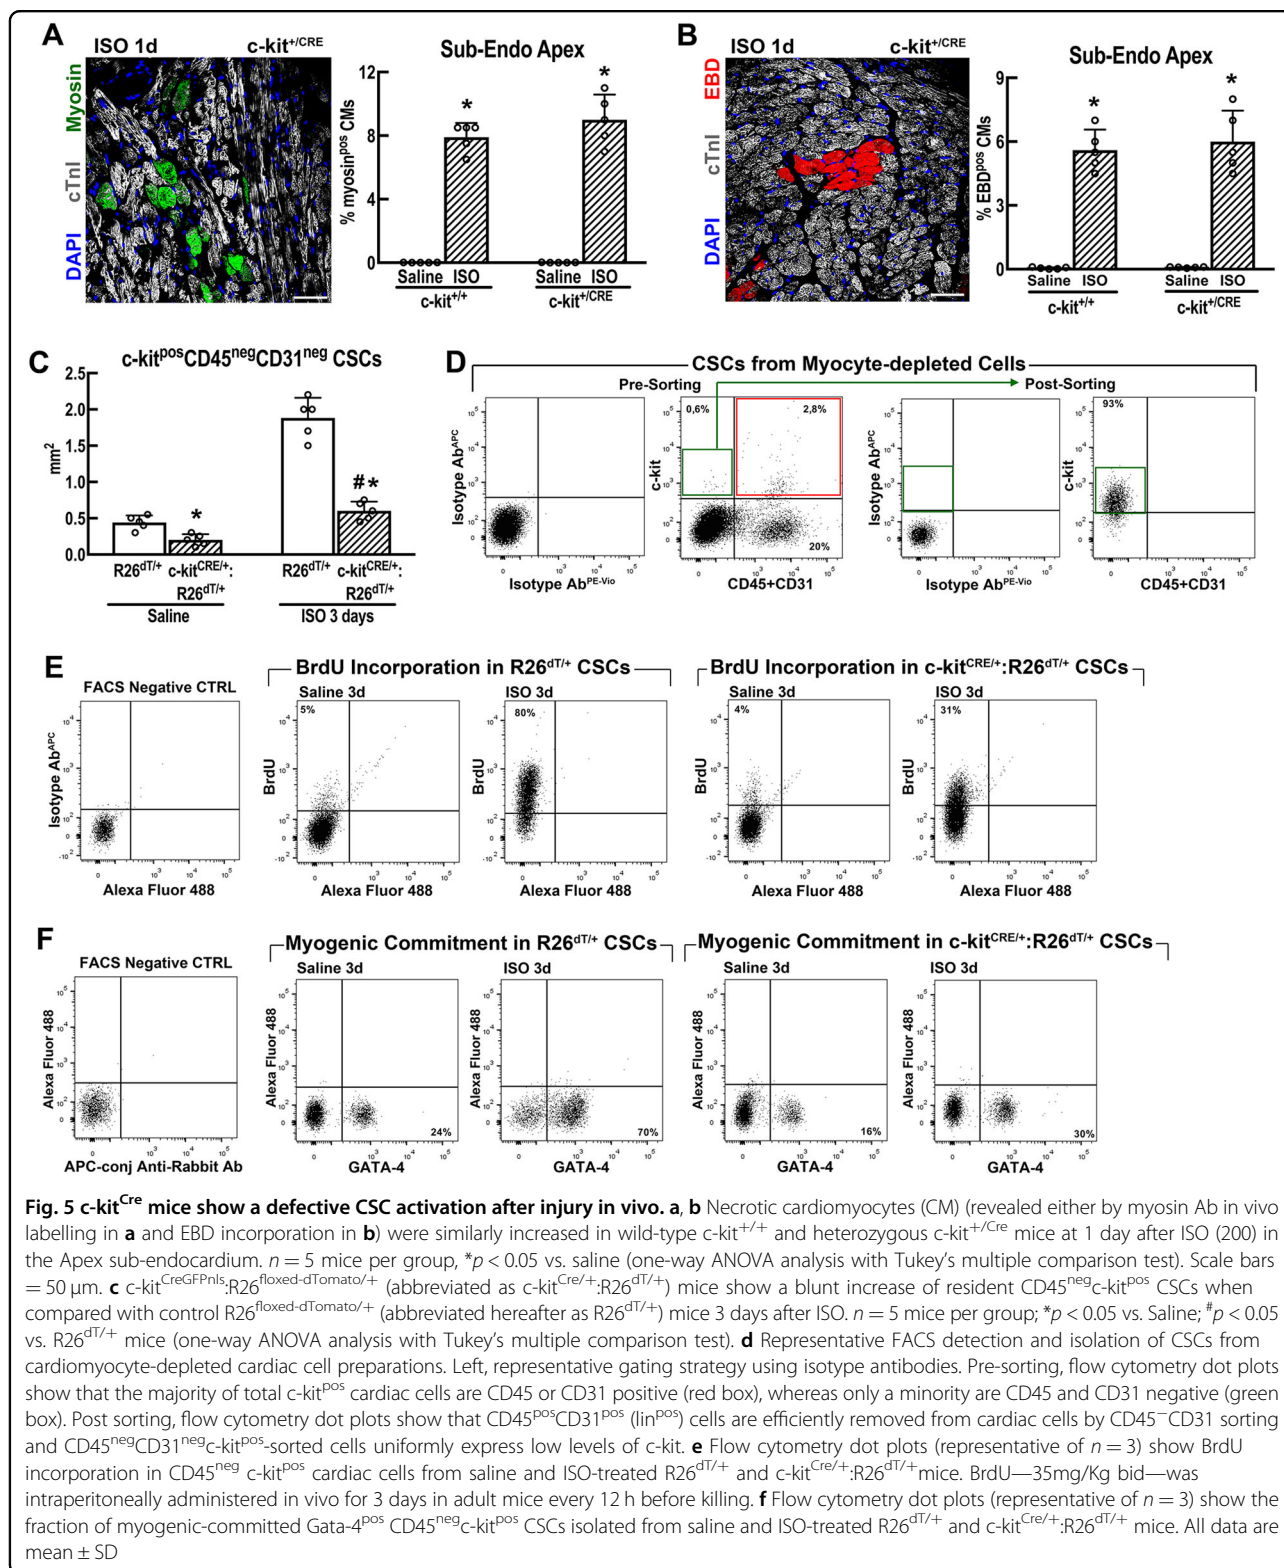 A
ISO 1d c-kit+/CRE
Myosin
cTnI
DAPI
Sub-Endo Apex
% myosinpos CMs
12
8
4
0
*
*
Saline ISO Saline ISO
c-kit+/+ c-kit+/CRE
B
ISO 1d c-kit+/CRE
EBD
cTnI
DAPI
Sub-Endo Apex
% EBDpos CMs
9
6
3
0
*
*
Saline ISO Saline ISO
c-kit+/+ c-kit+/CRE
C
c-kitposCD45negCD31neg CSCs
mm2
2.5
2.0
1.5
1.0
0.5
0.0
*
#*
R26dT/+ c-kitCRE/+: R26dT/+ c-kitCRE/+:
R26dT/+ R26dT/+
Saline ISO 3 days
D
CSCs from Myocyte-depleted Cells
Pre-Sorting Post-Sorting
Isotype AbAPC
Isotype AbPE-Vio
c-kit
0,6% 2,8%
20%
CD45+CD31
Isotype AbAPC
Isotype AbPE-Vio
c-kit
93%
CD45+CD31
E
BrdU Incorporation in R26dT/+ CSCs BrdU Incorporation in c-kitCRE/+:R26dT/+ CSCs
FACS Negative CTRL Saline 3d ISO 3d Saline 3d ISO 3d
5% 80% 4% 31%
Isotype AbAPC BrdU BrdU BrdU BrdU
Alexa Fluor 488 Alexa Fluor 488 Alexa Fluor 488 Alexa Fluor 488 Alexa Fluor 488
F
Myogenic Commitment in R26dT/+ CSCs Myogenic Commitment in c-kitCRE/+:R26dT/+ CSCs
FACS Negative CTRL Saline 3d ISO 3d Saline 3d ISO 3d
Alexa Fluor 488 Alexa Fluor 488 Alexa Fluor 488 Alexa Fluor 488 Alexa Fluor 488
24% 70% 16% 30%
APC-conj Anti-Rabbit Ab GATA-4 GATA-4 GATA-4 GATA-4
Fig. 5 c-kitCre mice show a defective CSC activation after injury in vivo. a, b Necrotic cardiomyocytes (CM) (revealed either by myosin Ab in vivo
labelling in a and EBD incorporation in b) were similarly increased in wild-type c-kit+/+ and heterozygous c-kit+/Cre mice at 1 day after ISO (200) in
the Apex sub-endocardium. n = 5 mice per group, *p < 0.05 vs. saline (one-way ANOVA analysis with Tukey's multiple comparison test). Scale bars
= 50 μm. c c-kitCreGFPnls:R26floxed-dTomato/+ (abbreviated as c-kitCre/+:R26dT/+) mice show a blunt increase of resident CD45negc-kitpos CSCs when
compared with control R26floxed-dTomato/+ (abbreviated hereafter as R26dT/+) mice 3 days after ISO. n = 5 mice per group; *p < 0.05 vs. Saline; #p < 0.05
vs. R26dT/+ mice (one-way ANOVA analysis with Tukey's multiple comparison test). d Representative FACS detection and isolation of CSCs from
cardiomyocyte-depleted cardiac cell preparations. Left, representative gating strategy using isotype antibodies. Pre-sorting, flow cytometry dot plots
show that the majority of total c-kitpos cardiac cells are CD45 or CD31 positive (red box), whereas only a minority are CD45 and CD31 negative (green
box). Post sorting, flow cytometry dot plots show that CD45posCD31pos (linpos) cells are efficiently removed from cardiac cells by CD45−CD31 sorting
and CD45negCD31negc-kitpos-sorted cells uniformly express low levels of c-kit. e Flow cytometry dot plots (representative of n = 3) show BrdU
incorporation in CD45neg c-kitpos cardiac cells from saline and ISO-treated R26dT/+ and c-kitCre/+:R26dT/+mice. BrdU—35mg/Kg bid—was
intraperitoneally administered in vivo for 3 days in adult mice every 12 h before killing. f Flow cytometry dot plots (representative of n = 3) show the
fraction of myogenic-committed Gata-4pos CD45negc-kitpos CSCs isolated from saline and ISO-treated R26dT/+ and c-kitCre/+:R26dT/+ mice. All data are
mean ± SD